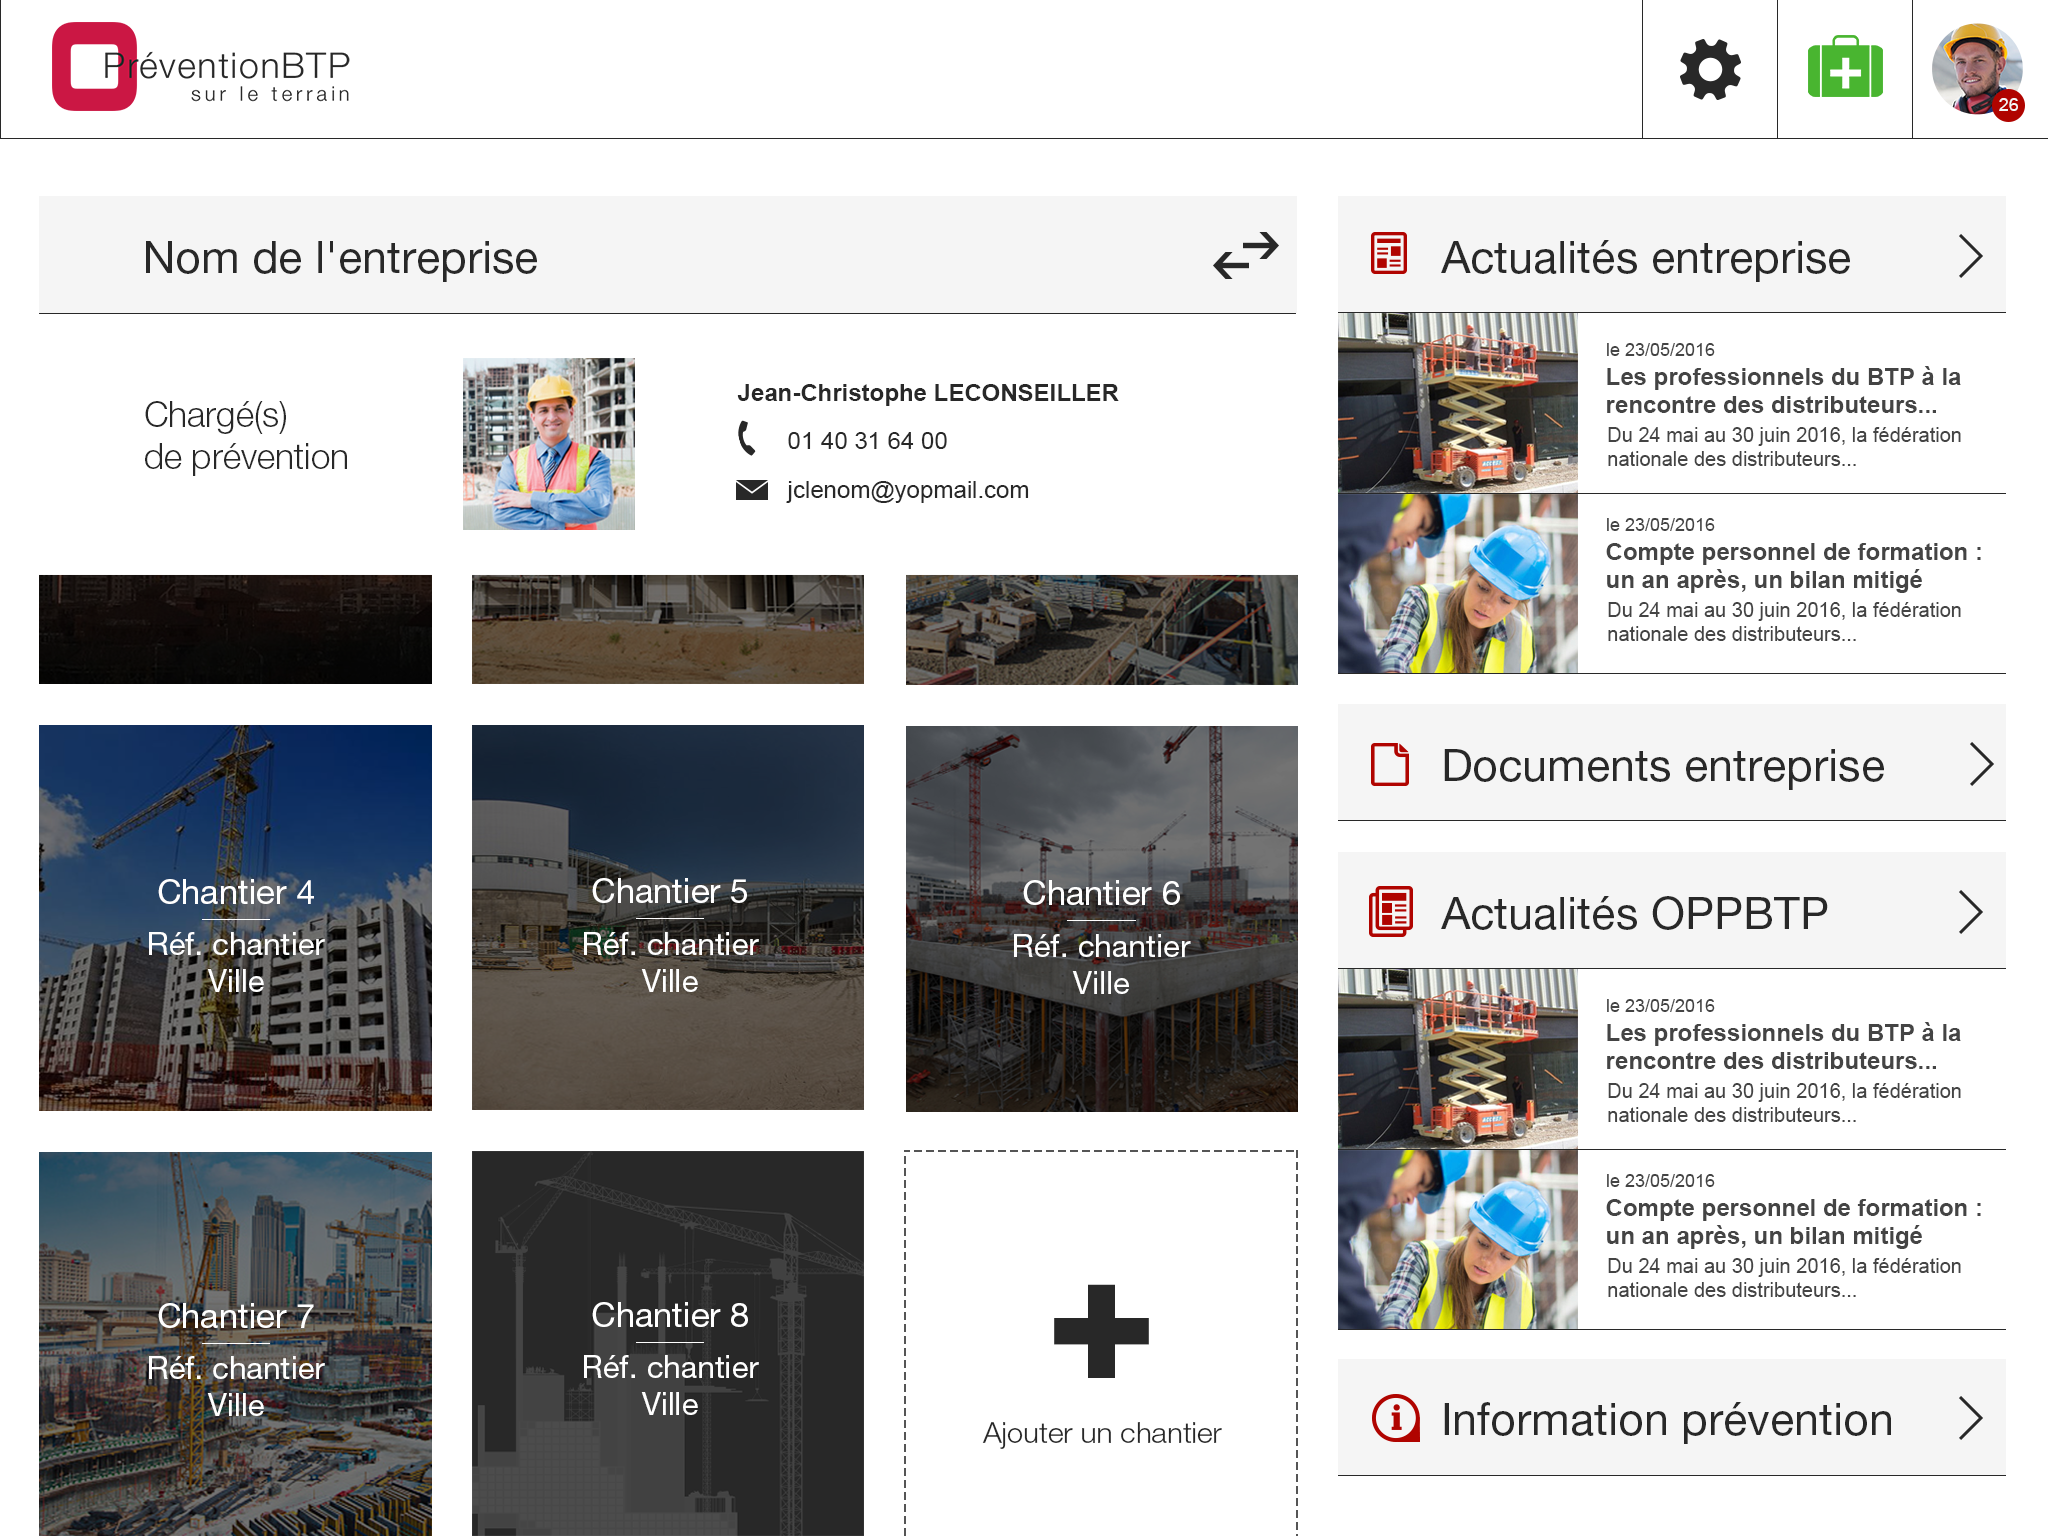 PréventionBTP
sur le terrain
26
Nom de l'entreprise
Chargé(s)
de prévention
Jean-Christophe LECONSEILLER
01 40 31 64 00
jclenom@yopmail.com
Chantier 4
Réf. chantier
Ville
Chantier 5
Réf. chantier
Ville
Chantier 6
Réf. chantier
Ville
Chantier 7
Réf. chantier
Ville
Chantier 8
Réf. chantier
Ville
Ajouter un chantier
Actualités entreprise
le 23/05/2016
Les professionnels du BTP à la
rencontre des distributeurs...
Du 24 mai au 30 juin 2016, la fédération
nationale des distributeurs...
le 23/05/2016
Compte personnel de formation :
un an après, un bilan mitigé
Du 24 mai au 30 juin 2016, la fédération
nationale des distributeurs...
Documents entreprise
Actualités OPPBTP
le 23/05/2016
Les professionnels du BTP à la
rencontre des distributeurs...
Du 24 mai au 30 juin 2016, la fédération
nationale des distributeurs...
le 23/05/2016
Compte personnel de formation :
un an après, un bilan mitigé
Du 24 mai au 30 juin 2016, la fédération
nationale des distributeurs...
Information prévention